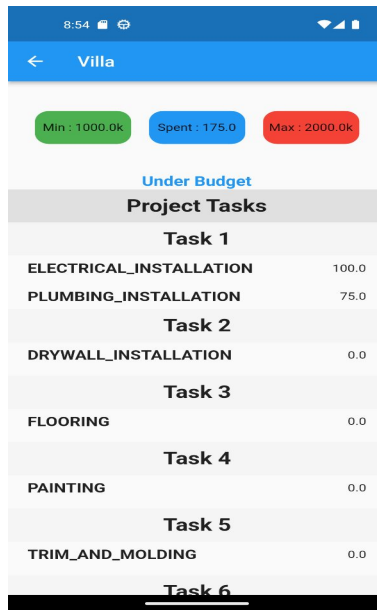 8:54
Villa
Min : 1000.0k Spent : 175.0 Max : 2000.0k
Under Budget
Project Tasks
Task 1
ELECTRICAL_INSTALLATION 100.0
PLUMBING_INSTALLATION 75.0
Task 2
DRYWALL_INSTALLATION 0.0
Task 3
FLOORING 0.0
Task 4
PAINTING 0.0
Task 5
TRIM_AND_MOLDING 0.0
Task 6